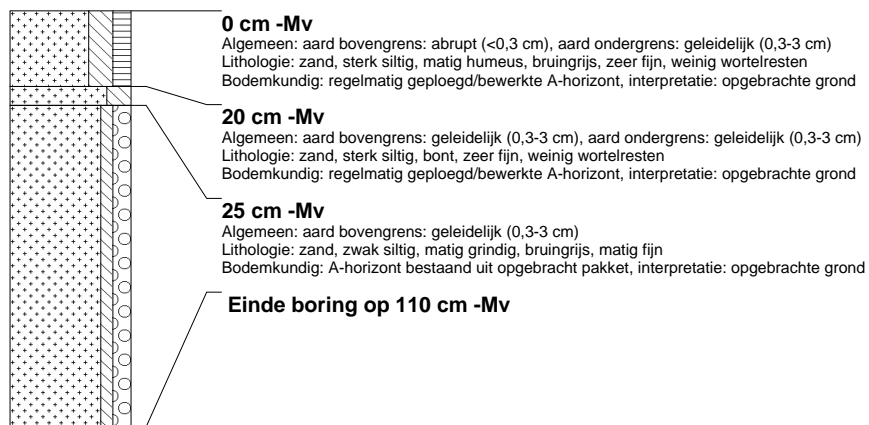 0 cm -Mv
Algemeen: aard bovengrens: abrupt (<0,3 cm), aard ondergrens: geleidelijk (0,3-3 cm)
Lithologie: zand, sterk siltig, matig humeus, bruingrijs, zeer fijn, weinig wortelresten
Bodemkundig: regelmatig geploegd/bewerkte A-horizont, interpretatie: opgebrachte grond
20 cm -Mv
Algemeen: aard bovengrens: geleidelijk (0,3-3 cm), aard ondergrens: geleidelijk (0,3-3 cm)
Lithologie: zand, sterk siltig, bont, zeer fijn, weinig wortelresten
Bodemkundig: regelmatig geploegd/bewerkte A-horizont, interpretatie: opgebrachte grond
25 cm -Mv
Algemeen: aard bovengrens: geleidelijk (0,3-3 cm)
Lithologie: zand, zwak siltig, matig grindig, bruingrijs, matig fijn
Bodemkundig: A-horizont bestaand uit opgebracht pakket, interpretatie: opgebrachte grond
Einde boring op 110 cm -Mv